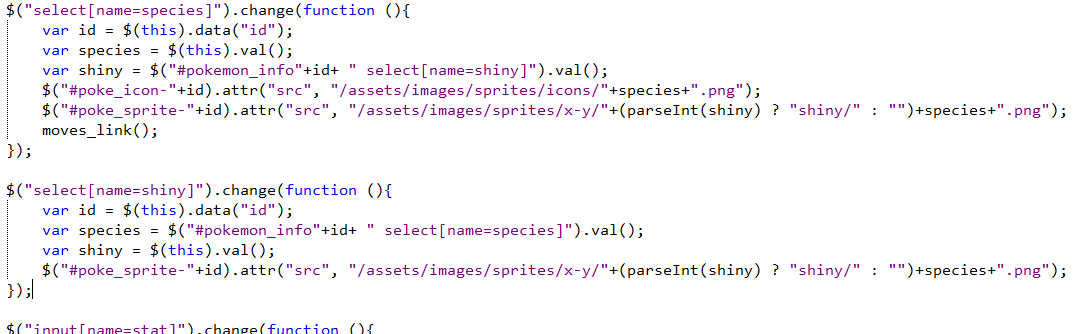 $("select[name=species]").change(function (){
    var id = $(this).data("id");
    var species = $(this).val();
    var shiny = $("#pokemon_info"+id+ " select[name=shiny]").val();
    $("#poke_icon-"+id).attr("src", "/assets/images/sprites/icons/"+species+".png");
    $("#poke_sprite-"+id).attr("src", "/assets/images/sprites/x-y/"+(parseInt(shiny) ? "shiny/" : "")+species+".png");
    moves_link();
});
$("select[name=shiny]").change(function (){
    var id = $(this).data("id");
    var species = $("#pokemon_info"+id+ " select[name=species]").val();
    var shiny = $(this).val();
    $("#poke_sprite-"+id).attr("src", "/assets/images/sprites/x-y/"+(parseInt(shiny) ? "shiny/" : "")+species+".png");
});
$("input[name=stat]").change(function (){